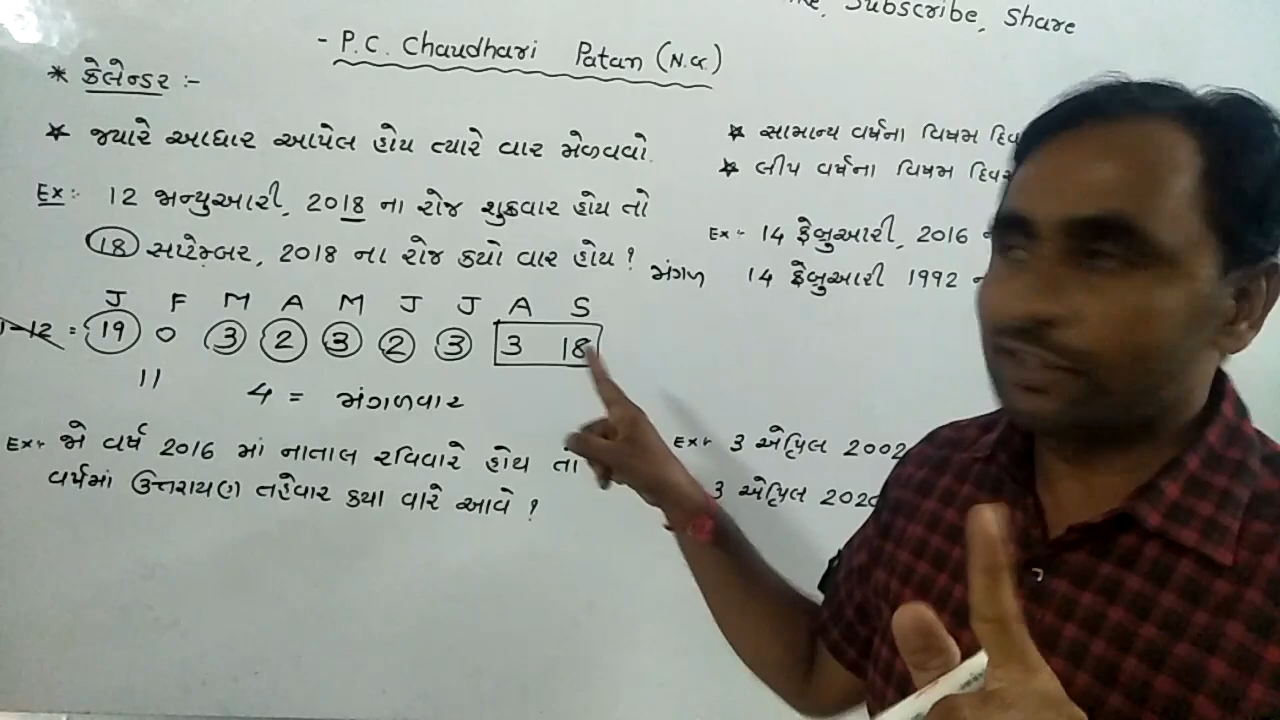 Subscribe, Share
- P.C. Chaudhari Patan (N.G.)
* કેલેન્ડર :-
* જ્યારે આધાર આપેલ હોય ત્યારે વાર મેળવવો.
Ex:- 12 જાન્યુઆરી, 2018 ના રોજ શુક્રવાર હોય તો
18 સપ્ટેમ્બર, 2018 ના રોજ કયો વાર હોય ?
J F M A M J J A S
-12 = 19 0 3 2 3 2 3 3 18
11 4 = મંગળવાર
Ex:- જો વર્ષ 2016 માં નાતાલ રવિવારે હોય તો
વર્ષમાં ઉત્તરાયણ તહેવાર કયા વારે આવે ?
* સામાન્ય વર્ષના વિષમ
* લીપ વર્ષના વિષમ
Ex:- 14 ફેબ્રુઆરી, 2016
મંગળ 14 ફેબ્રુઆરી 1992
Ex:- 3 એપ્રિલ 2002
3 એપ્રિલ